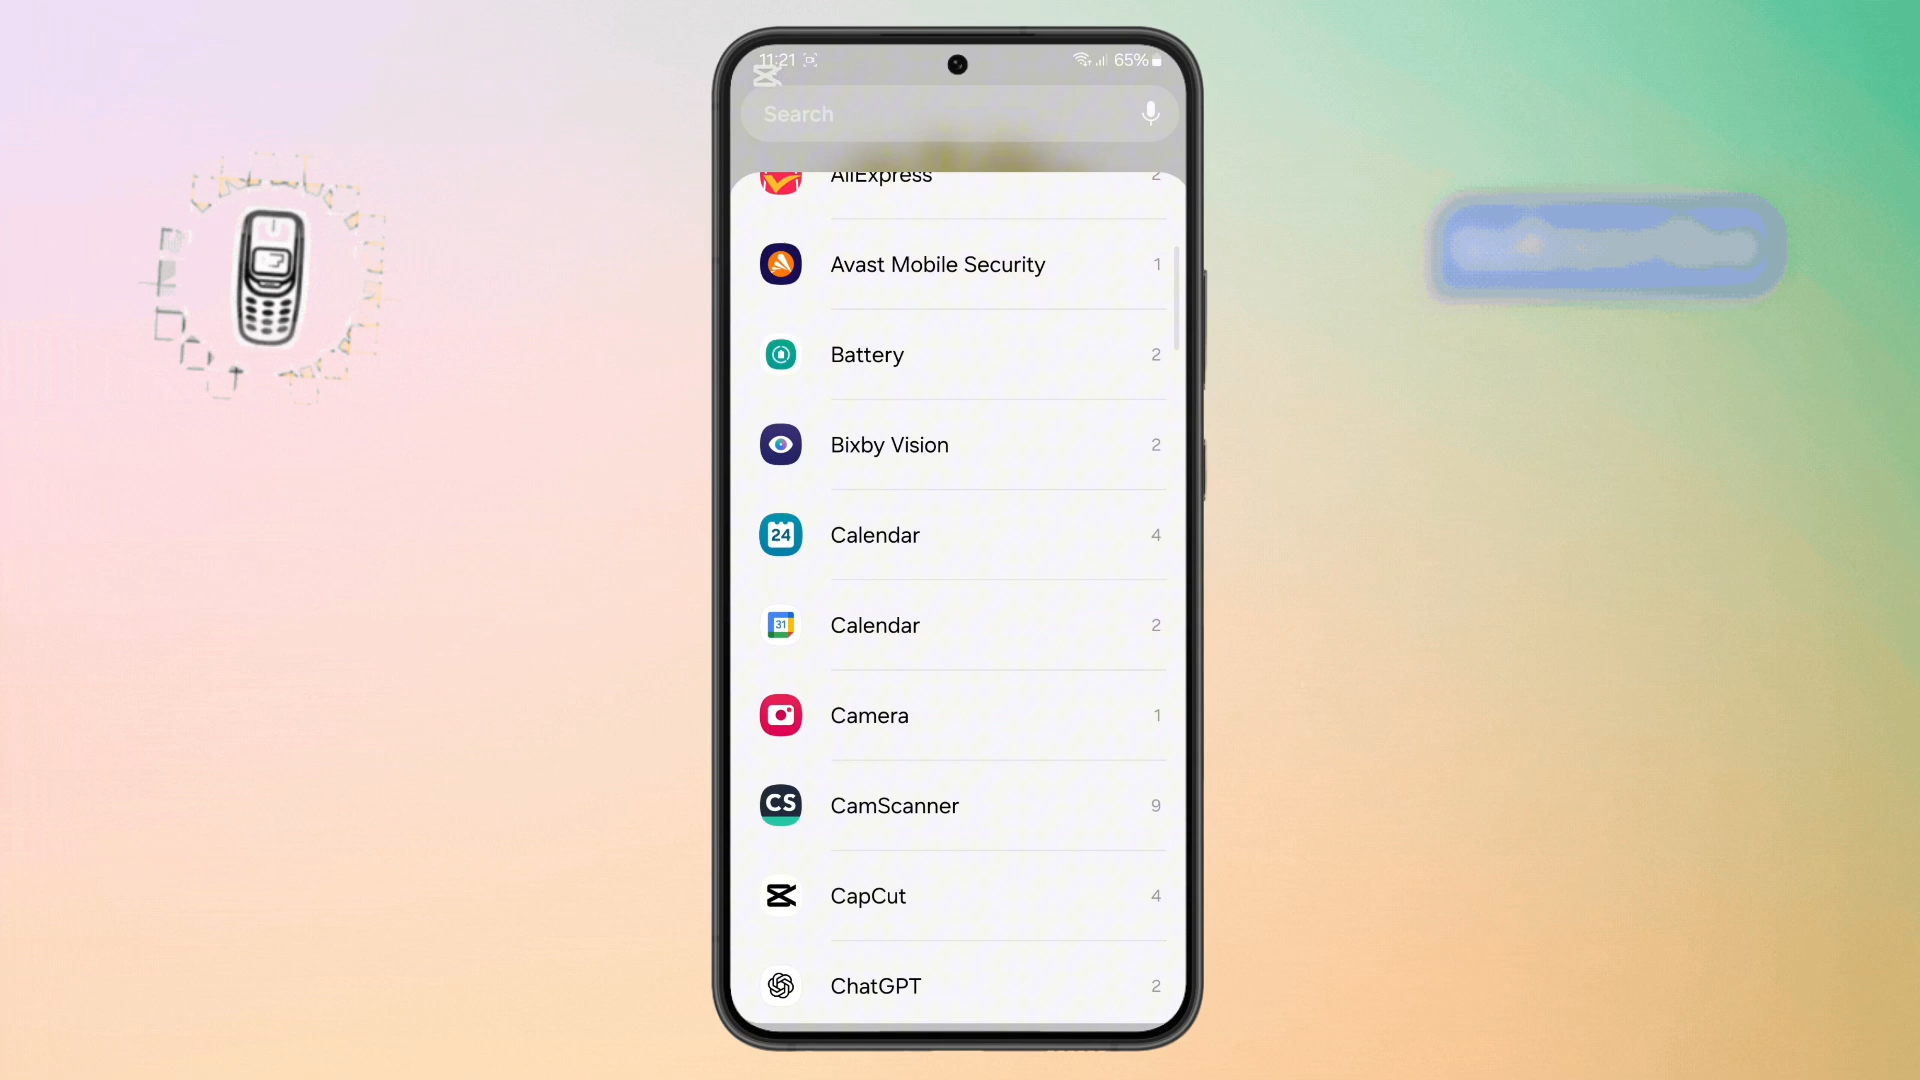 11:21 65%
Search
AliExpress 2
Avast Mobile Security 1
Battery 2
Bixby Vision 2
24 Calendar 4
31 Calendar 2
Camera 1
CS CamScanner 9
CapCut 4
ChatGPT 2